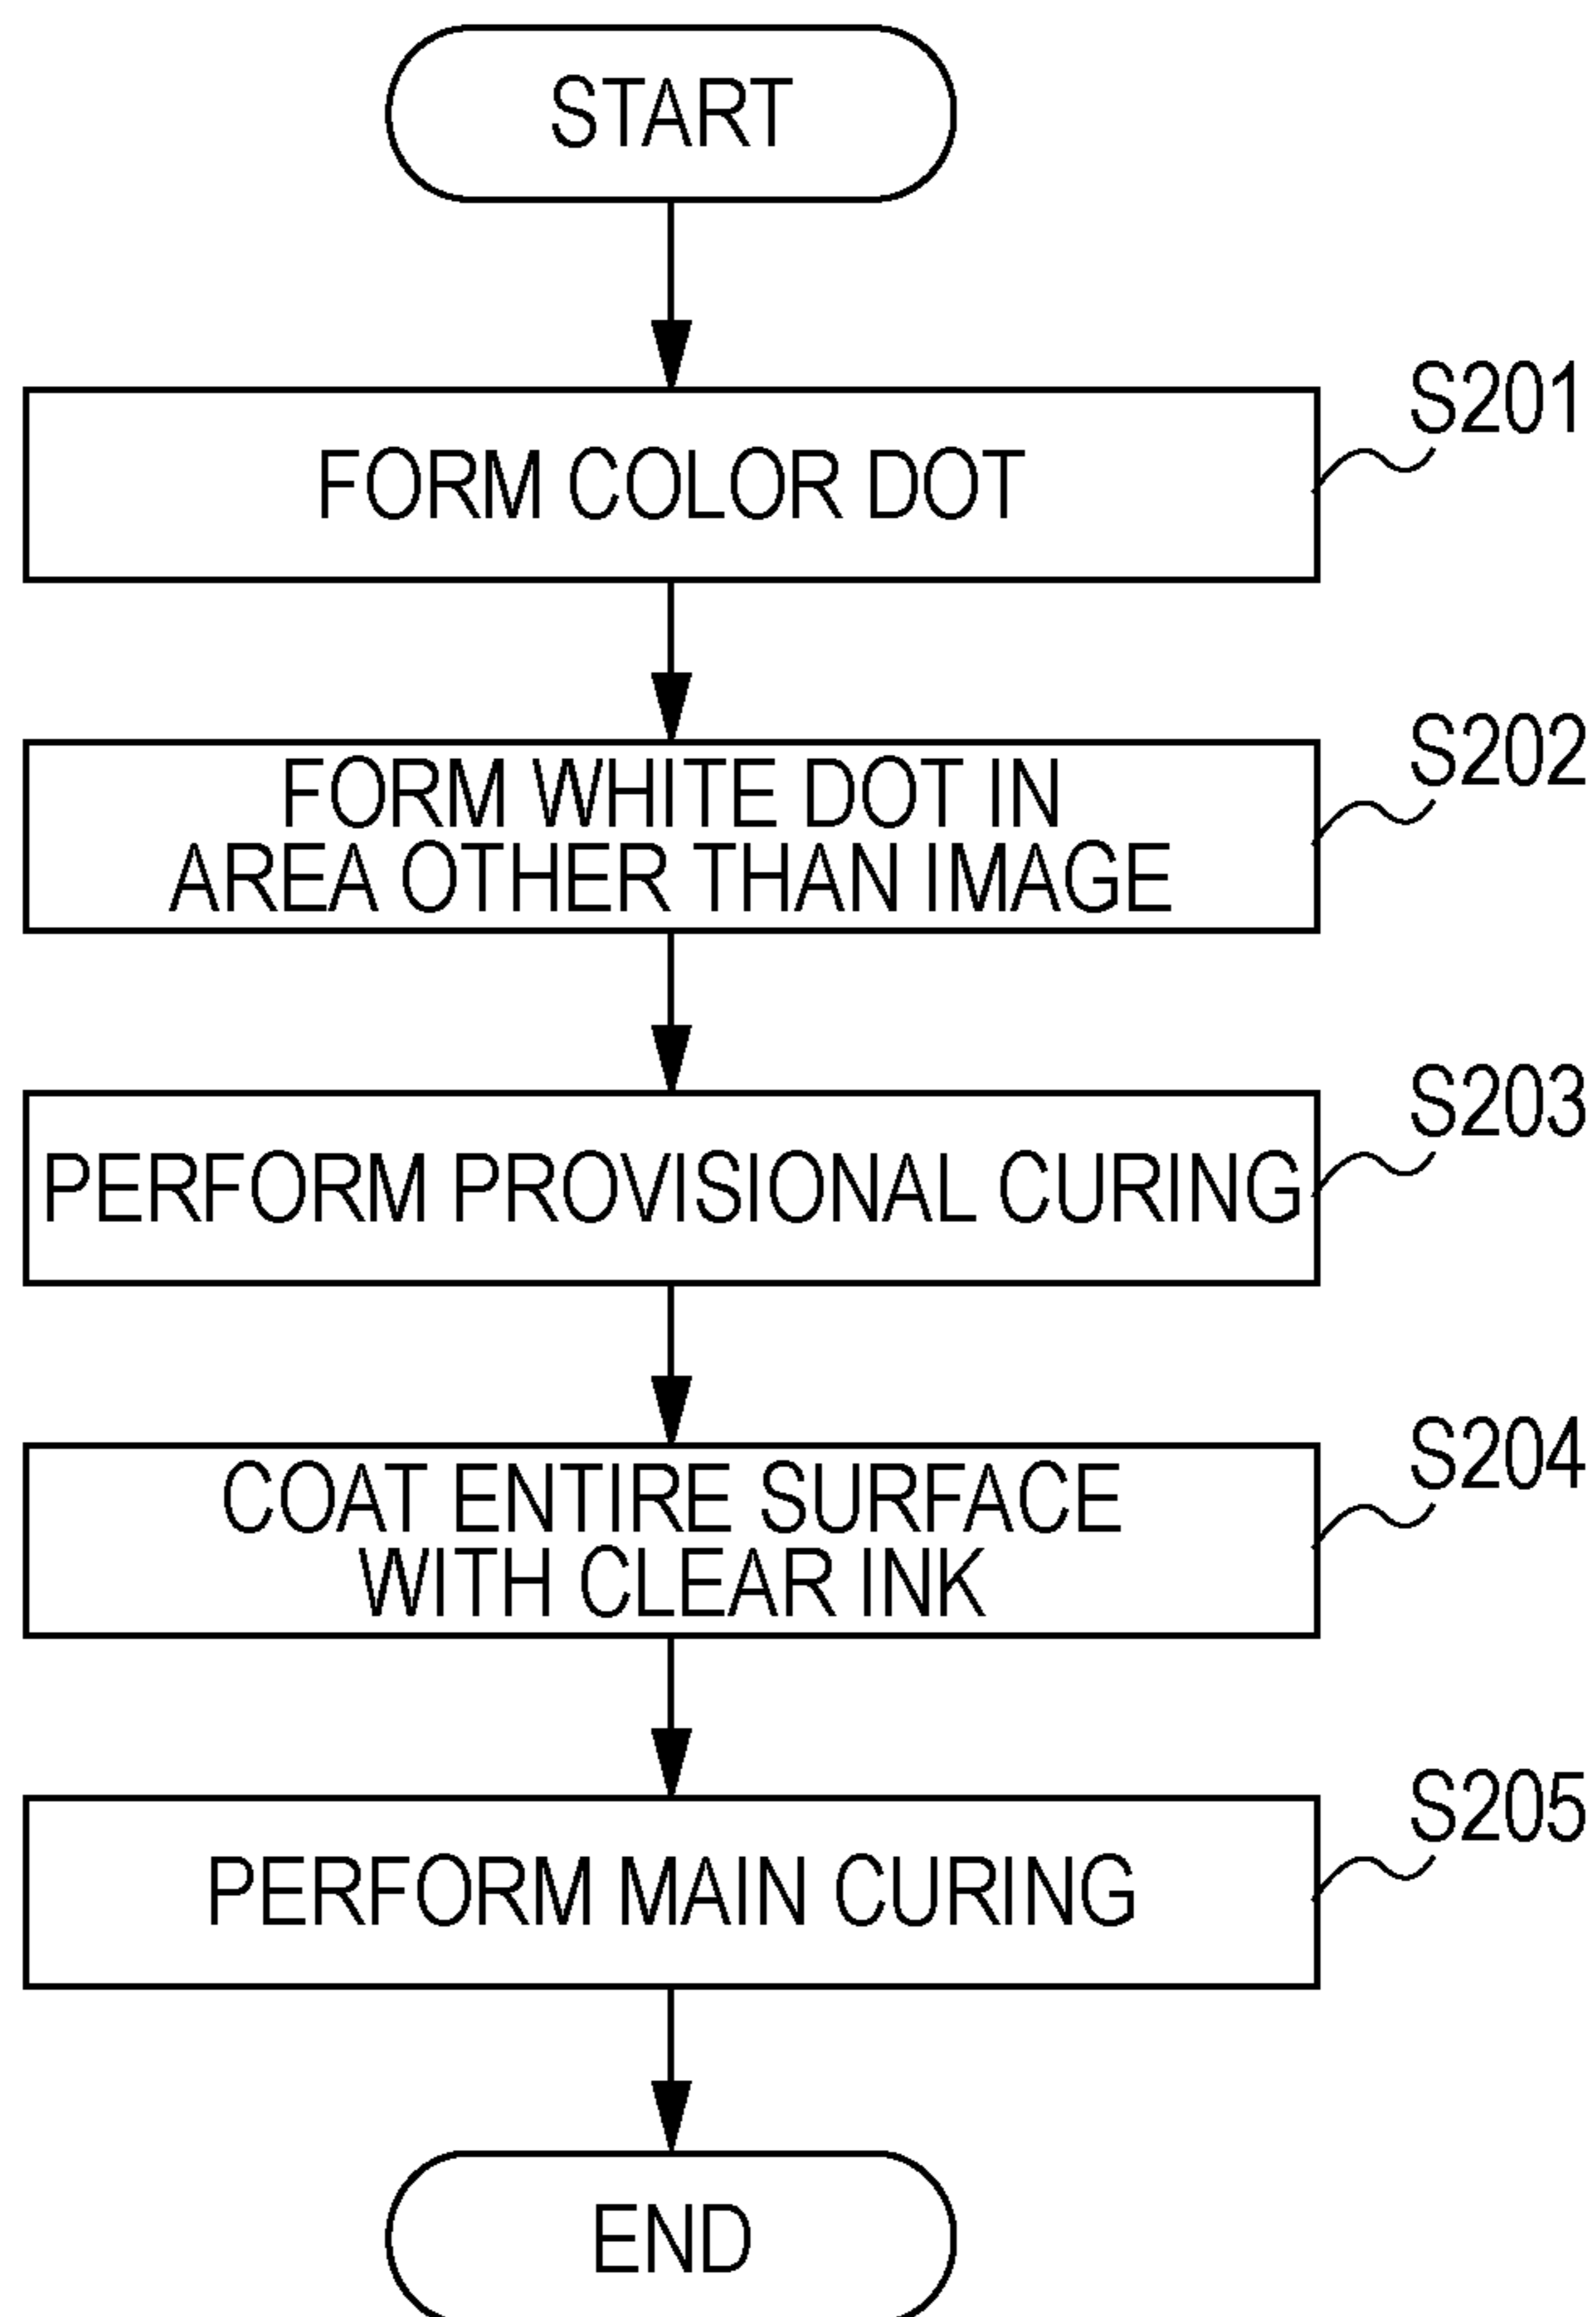 START
S201
FORM COLOR DOT
S202
FORM WHITE DOT IN
AREA OTHER THAN IMAGE
S203
PERFORM PROVISIONAL CURING
S204
COAT ENTIRE SURFACE
WITH CLEAR INK
S205
PERFORM MAIN CURING
END